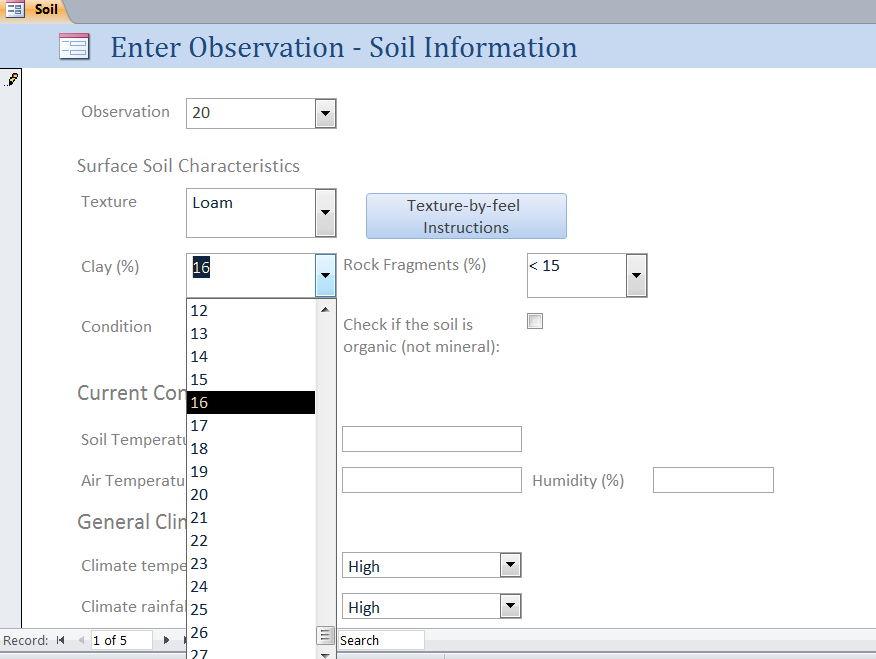 Soil
Enter Observation - Soil Information
Observation 20
Surface Soil Characteristics
Texture Loam
Texture-by-feel
Instructions
Clay (%) 16 Rock Fragments (%) < 15
12
Condition
Check if the soil is
organic (not mineral):
13
14
15
Current Con
16
17
Soil Temperatu
18
19
Air Temperatu Humidity (%)
20
General Clim
21
22
23
Climate tempe High
24
25
Climate rainfal High
26
27
Record: 1 of 5 Search